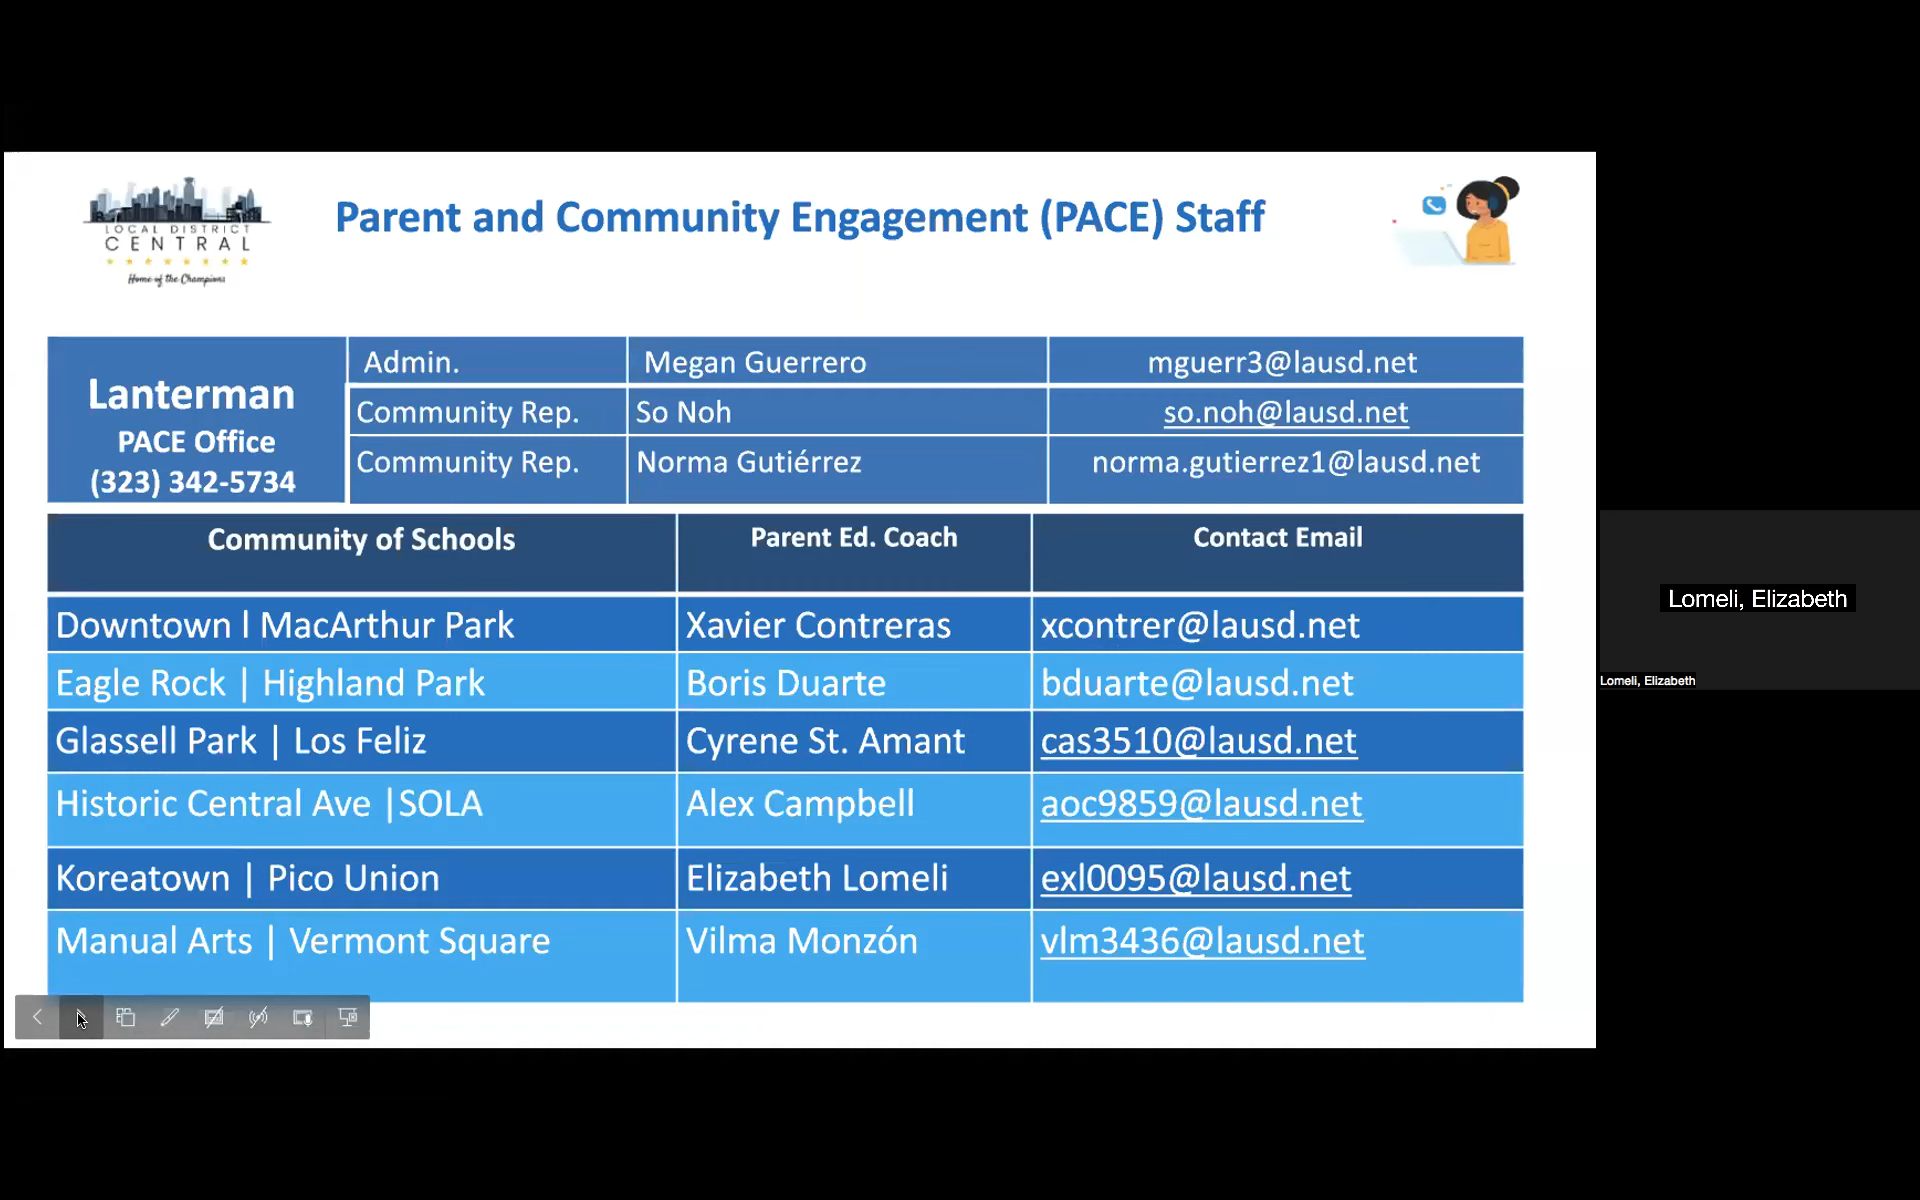 LOCAL DISTRICT
CENTRAL
Home of the Champions
Parent and Community Engagement (PACE) Staff
Lanterman
PACE Office
(323) 342-5734
Admin. Megan Guerrero mguerr3@lausd.net
Community Rep. So Noh so.noh@lausd.net
Community Rep. Norma Gutiérrez norma.gutierrez1@lausd.net
Community of Schools Parent Ed. Coach Contact Email
Downtown l MacArthur Park Xavier Contreras xcontrer@lausd.net
Eagle Rock | Highland Park Boris Duarte bduarte@lausd.net
Glassell Park | Los Feliz Cyrene St. Amant cas3510@lausd.net
Historic Central Ave |SOLA Alex Campbell aoc9859@lausd.net
Koreatown | Pico Union Elizabeth Lomeli exl0095@lausd.net
Manual Arts | Vermont Square Vilma Monzón vlm3436@lausd.net
Lomeli, Elizabeth
Lomeli, Elizabeth